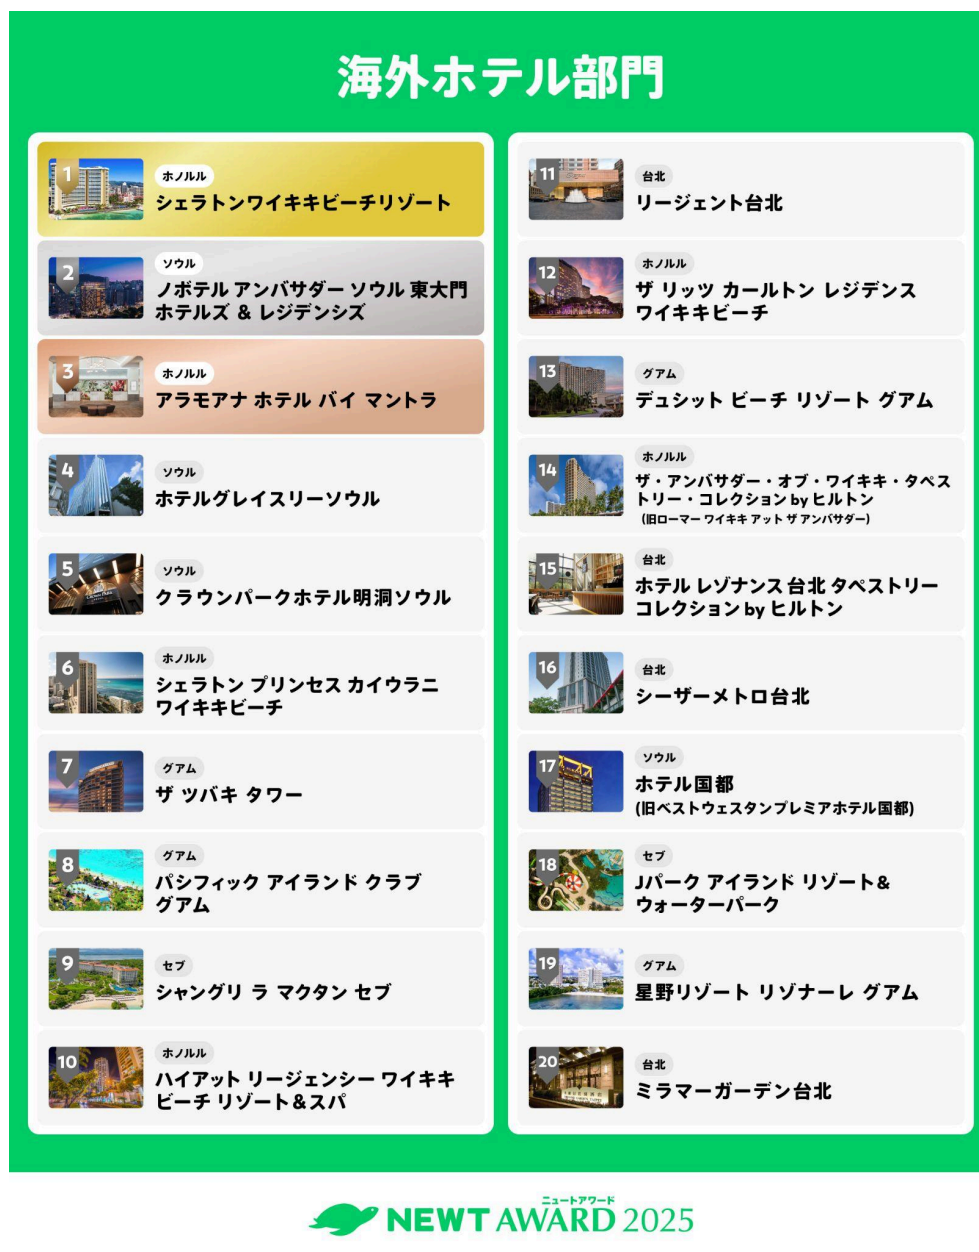 海外ホテル部門
1
ホノルル
シェラトンワイキキビーチリゾート
2
ソウル
ノボテル アンバサダー ソウル 東大門
ホテルズ & レジデンシズ
3
ホノルル
アラモアナ ホテル バイ マントラ
4
ソウル
ホテルグレイスリーソウル
5
ソウル
クラウンパークホテル明洞ソウル
6
ホノルル
シェラトン プリンセス カイウラニ
ワイキキビーチ
7
グアム
ザ ツバキ タワー
8
グアム
パシフィック アイランド クラブ
グアム
9
セブ
シャングリ ラ マクタン セブ
10
ホノルル
ハイアット リージェンシー ワイキキ
ビーチ リゾート&スパ
11
台北
リージェント台北
12
ホノルル
ザ リッツ カールトン レジデンス
ワイキキビーチ
13
グアム
デュシット ビーチ リゾート グアム
14
ホノルル
ザ・アンバサダー・オブ・ワイキキ・タペス
トリー・コレクション by ヒルトン
(旧ローマー ワイキキ アット ザ アンバサダー)
15
台北
ホテル レゾナンス 台北 タペストリー
コレクション by ヒルトン
16
台北
シーザーメトロ台北
17
ソウル
ホテル国都
(旧ベストウェスタンプレミアホテル国都)
18
セブ
Jパーク アイランド リゾート&
ウォーターパーク
19
グアム
星野リゾート リゾナーレ グアム
20
台北
ミラマーガーデン台北
ニュートアワード
NEWT AWARD 2025